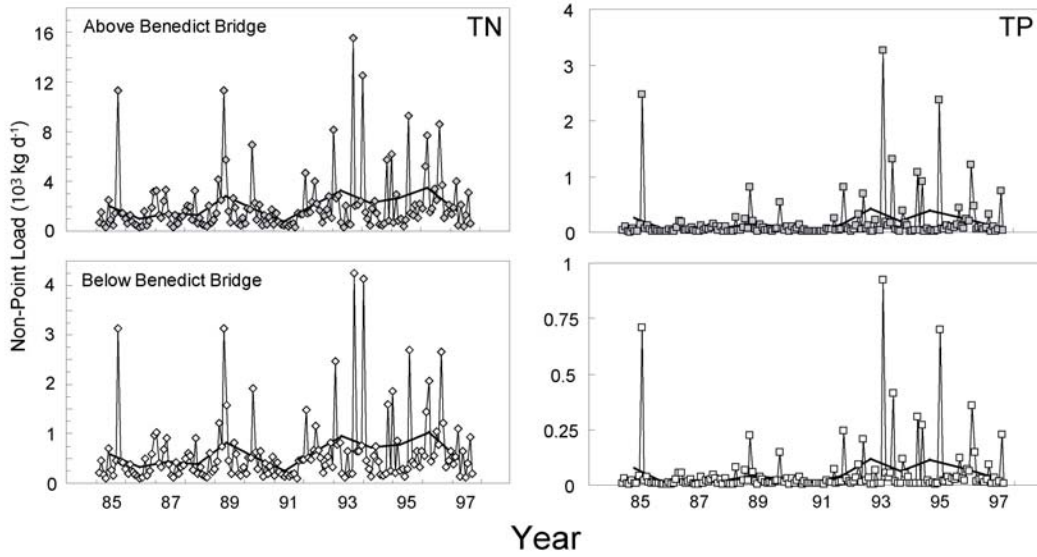 Above Benedict Bridge
TN
16
12
8
4
0
TP
4
3
2
1
0
Non-Point Load (10³ kg d⁻¹)
Below Benedict Bridge
4
3
2
1
0
85 87 89 91 93 95 97
1
0.75
0.5
0.25
0
85 87 89 91 93 95 97
Year